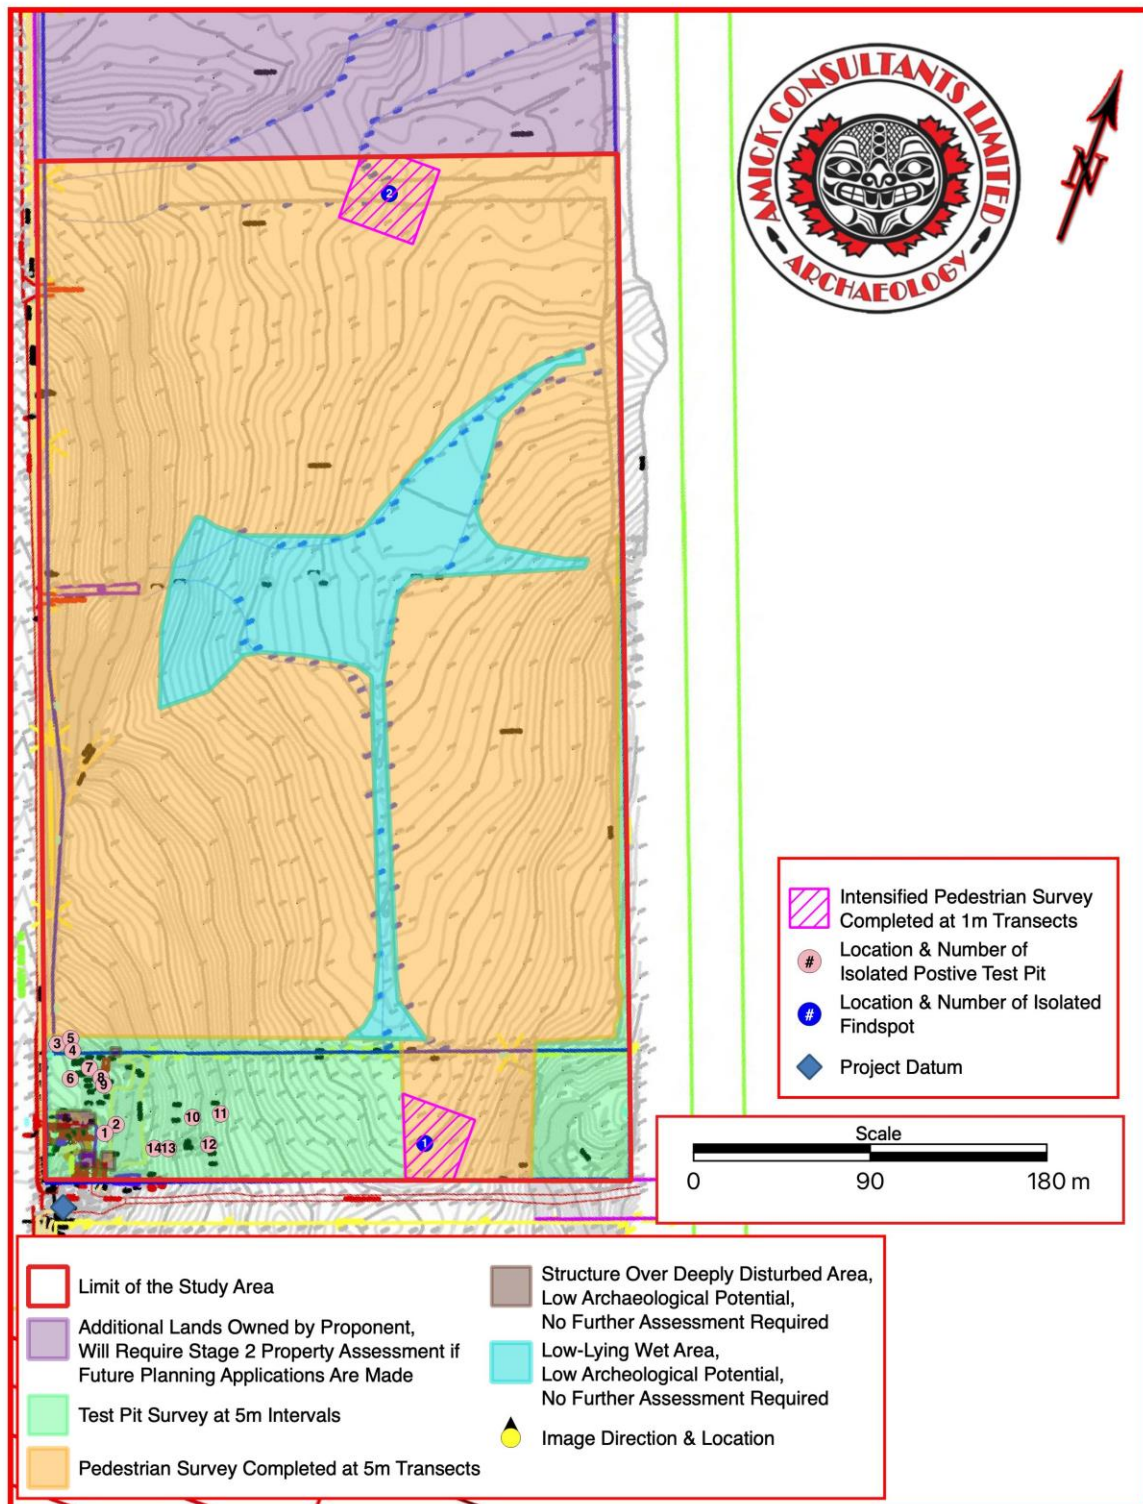 AMICK CONSULTANTS LIMITED
ARCHAEOLOGY
N
2
Intensified Pedestrian Survey
Completed at 1m Transects
# Location & Number of
Isolated Postive Test Pit
# Location & Number of Isolated
Findspot
Project Datum
3
5
4
6
7
8
9
1
2
10
11
14
13
12
1
Scale
0 90 180 m
Limit of the Study Area
Additional Lands Owned by Proponent,
Will Require Stage 2 Property Assessment if
Future Planning Applications Are Made
Test Pit Survey at 5m Intervals
Pedestrian Survey Completed at 5m Transects
Structure Over Deeply Disturbed Area,
Low Archaeological Potential,
No Further Assessment Required
Low-Lying Wet Area,
Low Archeological Potential,
No Further Assessment Required
Image Direction & Location